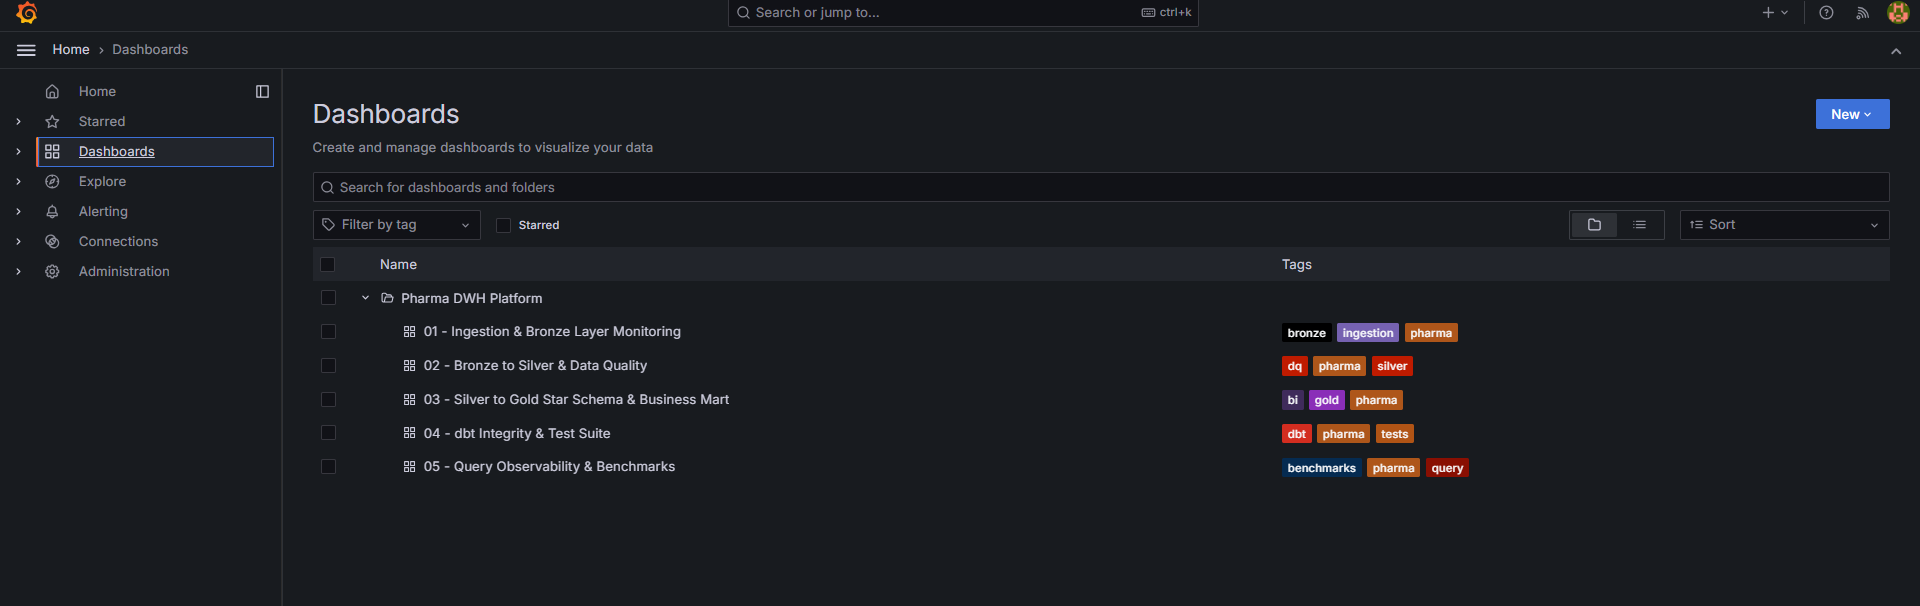 Search or jump to...
ctrl+k
Home › Dashboards
Home
Starred
Dashboards
Explore
Alerting
Connections
Administration
Dashboards
New
Create and manage dashboards to visualize your data
Search for dashboards and folders
Filter by tag
Starred
Sort
Name Tags
Pharma DWH Platform
01 - Ingestion & Bronze Layer Monitoring bronze ingestion pharma
02 - Bronze to Silver & Data Quality dq pharma silver
03 - Silver to Gold Star Schema & Business Mart bi gold pharma
04 - dbt Integrity & Test Suite dbt pharma tests
05 - Query Observability & Benchmarks benchmarks pharma query